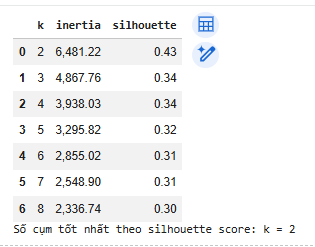 k inertia silhouette
0 2 6,481.22 0.43
1 3 4,867.76 0.34
2 4 3,938.03 0.34
3 5 3,295.82 0.32
4 6 2,855.02 0.31
5 7 2,548.90 0.31
6 8 2,336.74 0.30
Số cụm tốt nhất theo silhouette score: k = 2